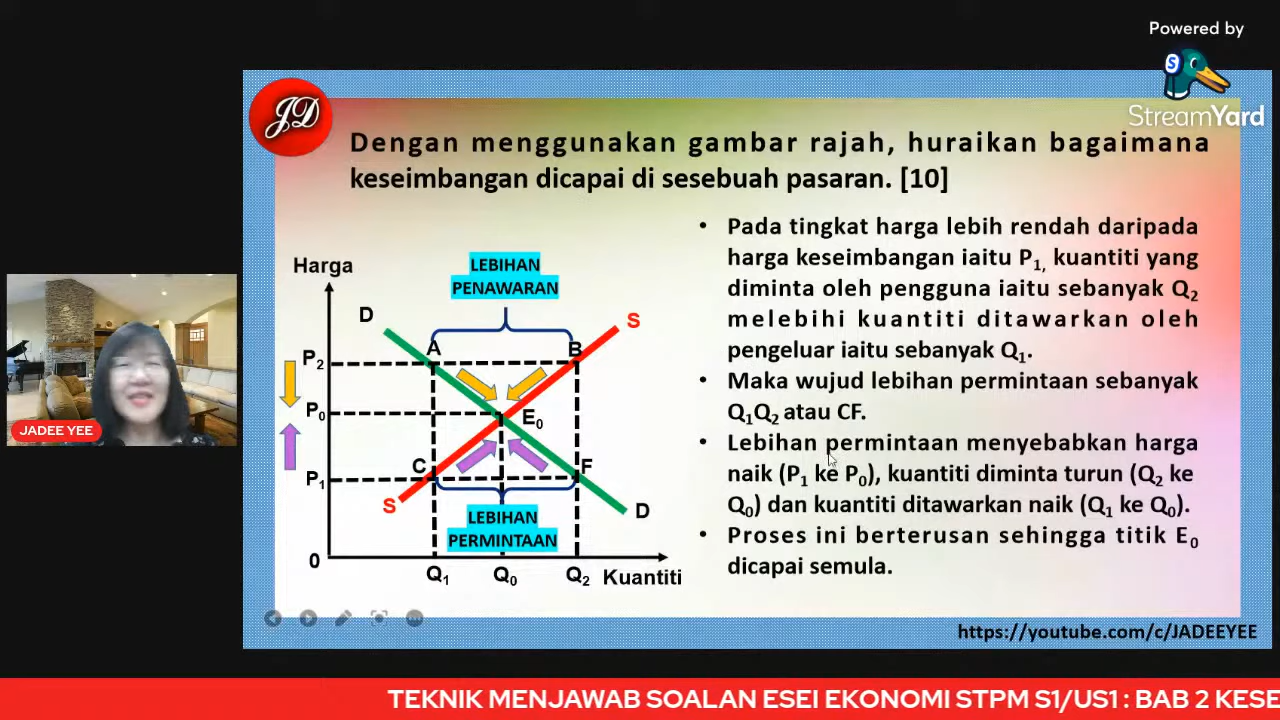 Powered by
StreamYard
JD
Dengan menggunakan gambar rajah, huraikan bagaimana
keseimbangan dicapai di sesebuah pasaran. [10]
Harga
LEBIHAN
PENAWARAN
D
S
A
B
P2
P0
E0
C
F
P1
S
D
LEBIHAN
PERMINTAAN
0
Q1
Q0
Q2
Kuantiti
• Pada tingkat harga lebih rendah daripada
harga keseimbangan iaitu P1, kuantiti yang
diminta oleh pengguna iaitu sebanyak Q2
melebihi kuantiti ditawarkan oleh
pengeluar iaitu sebanyak Q1.
• Maka wujud lebihan permintaan sebanyak
Q1Q2 atau CF.
• Lebihan permintaan menyebabkan harga
naik (P1 ke P0), kuantiti diminta turun (Q2 ke
Q0) dan kuantiti ditawarkan naik (Q1 ke Q0).
• Proses ini berterusan sehingga titik E0
dicapai semula.
https://youtube.com/c/JADEEYEE
JADEE YEE
TEKNIK MENJAWAB SOALAN ESEI EKONOMI STPM S1/US1 : BAB 2 KESE